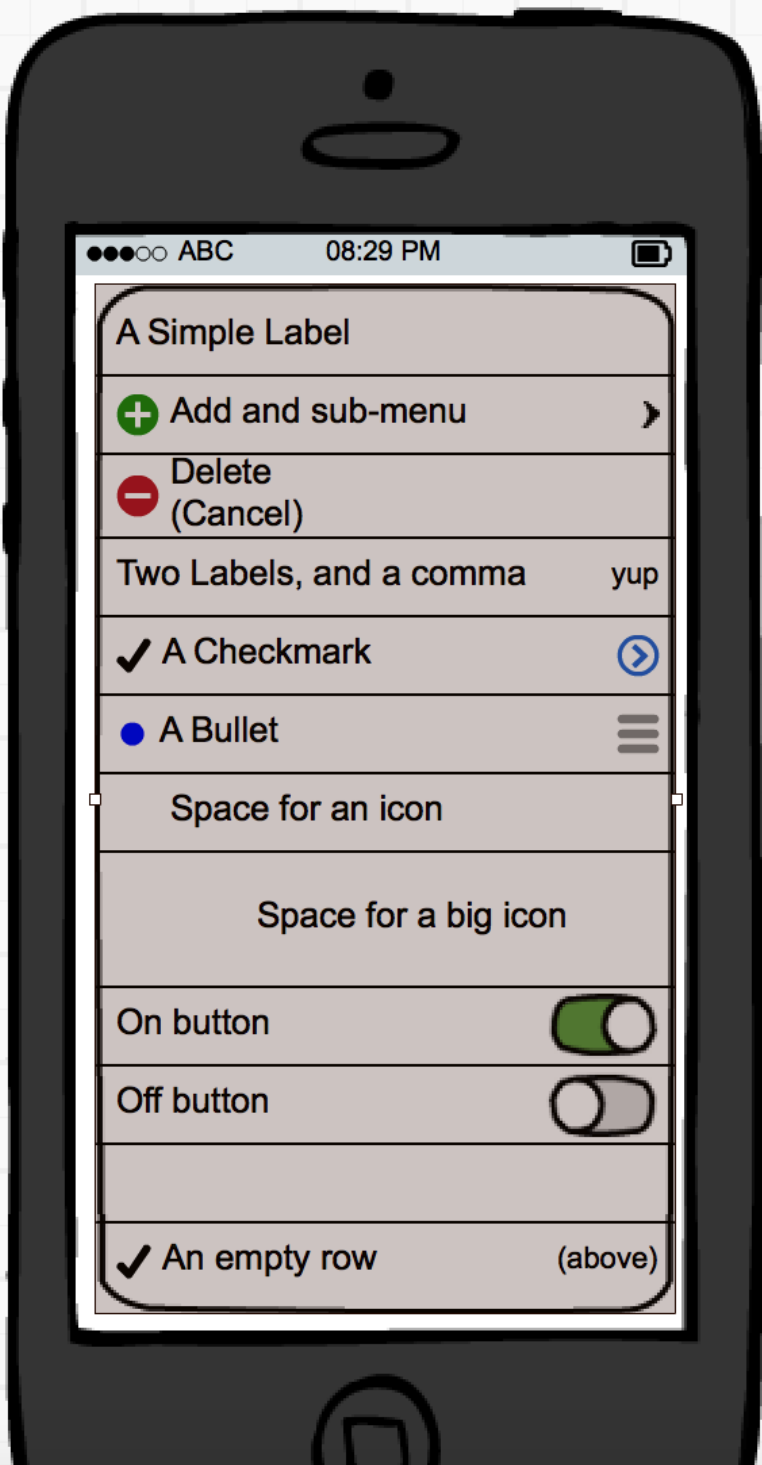 ABC 08:29 PM
A Simple Label
Add and sub-menu
Delete
(Cancel)
Two Labels, and a comma yup
A Checkmark
A Bullet
Space for an icon
Space for a big icon
On button
Off button
An empty row (above)